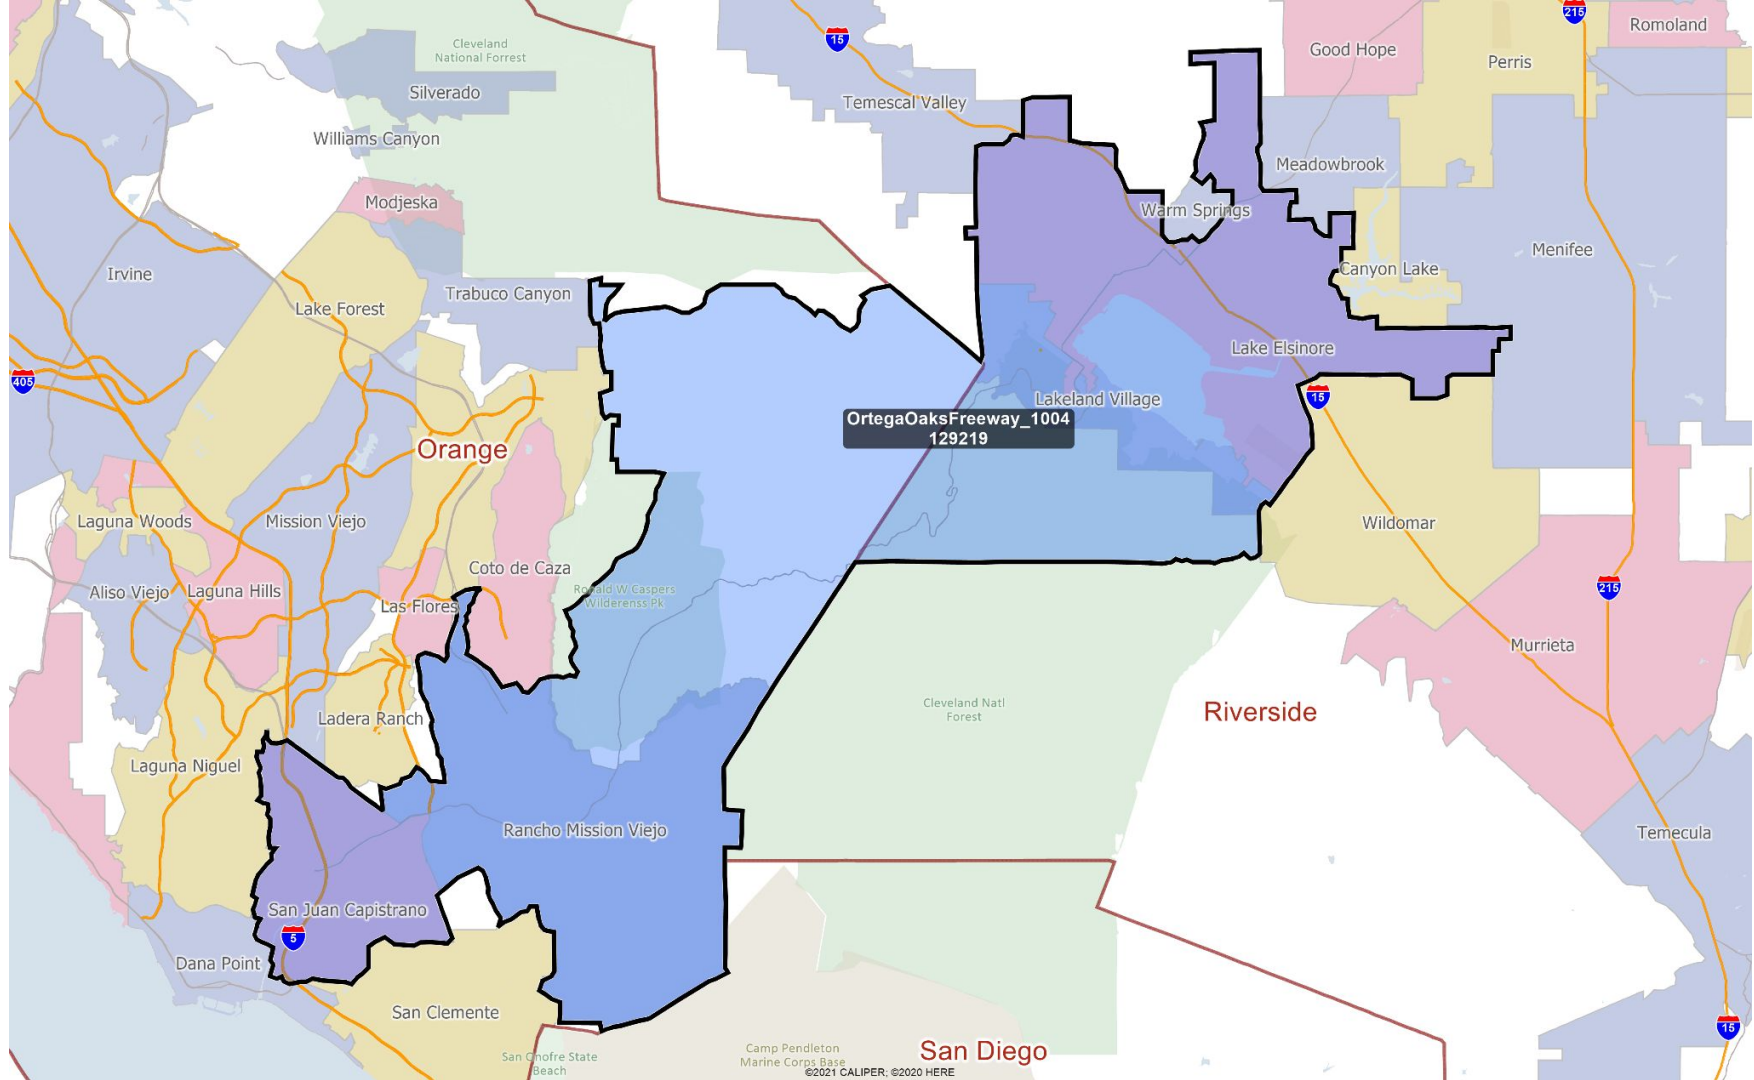 215
Romoland
15
Good Hope
Perris
Cleveland
National Forrest
Silverado
Temescal Valley
Williams Canyon
Meadowbrook
Modjeska
Warm Springs
Irvine
Menifee
Canyon Lake
Trabuco Canyon
Lake Forest
Lake Elsinore
405
15
Lakeland Village
OrtegaOaksFreeway_1004
129219
Orange
Laguna Woods
Mission Viejo
Wildomar
Coto de Caza
Aliso Viejo
Laguna Hills
Ronald W Caspers
Wilderenss Pk
215
Las Flores
Murrieta
Cleveland Natl
Forest
Riverside
Ladera Ranch
Laguna Niguel
Rancho Mission Viejo
Temecula
San Juan Capistrano
5
Dana Point
San Clemente
15
San Onofre State
Beach
Camp Pendleton
Marine Corps Base
San Diego
©2021 CALIPER; ©2020 HERE